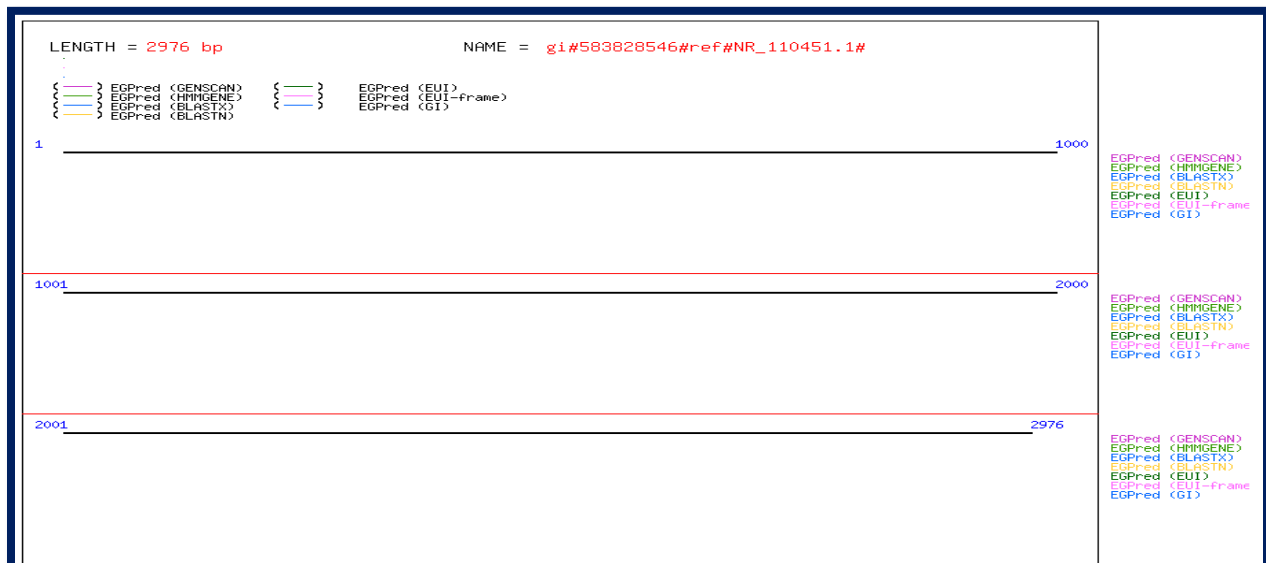 LENGTH = 2976 bp NAME = gi#583828546#ref#NR_110451.1#
EGPred (GENSCAN) EGPred (EUI)
EGPred (HMMGENE) EGPred (EUI-frame)
EGPred (BLASTX) EGPred (GI)
EGPred (BLASTN)
1 1000
EGPred (GENSCAN)
EGPred (HMMGENE)
EGPred (BLASTX)
EGPred (BLASTN)
EGPred (EUI)
EGPred (EUI-frame
EGPred (GI)
1001 2000
EGPred (GENSCAN)
EGPred (HMMGENE)
EGPred (BLASTX)
EGPred (BLASTN)
EGPred (EUI)
EGPred (EUI-frame
EGPred (GI)
2001 2976
EGPred (GENSCAN)
EGPred (HMMGENE)
EGPred (BLASTX)
EGPred (BLASTN)
EGPred (EUI)
EGPred (EUI-frame
EGPred (GI)